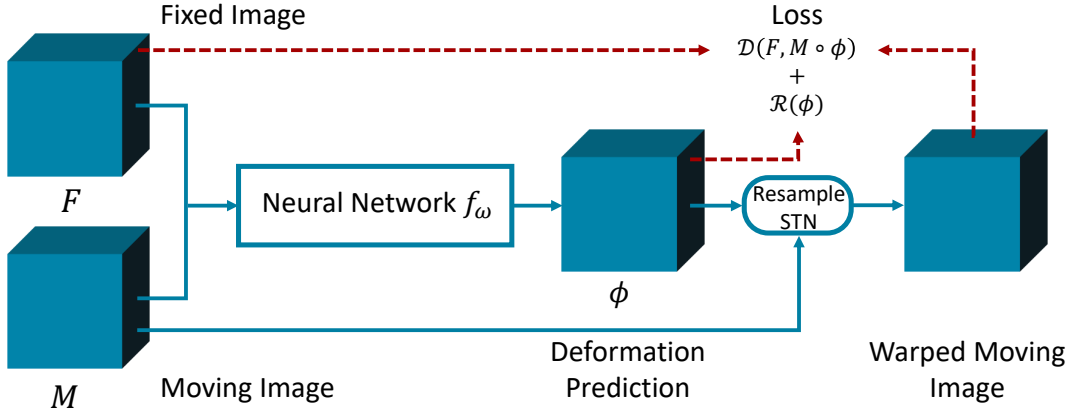 Fixed Image
Loss
𝒟(F, M ∘ ϕ)
+
ℛ(ϕ)
F
Neural Network f_ω
Resample
STN
ϕ
M
Moving Image
Deformation
Prediction
Warped Moving
Image